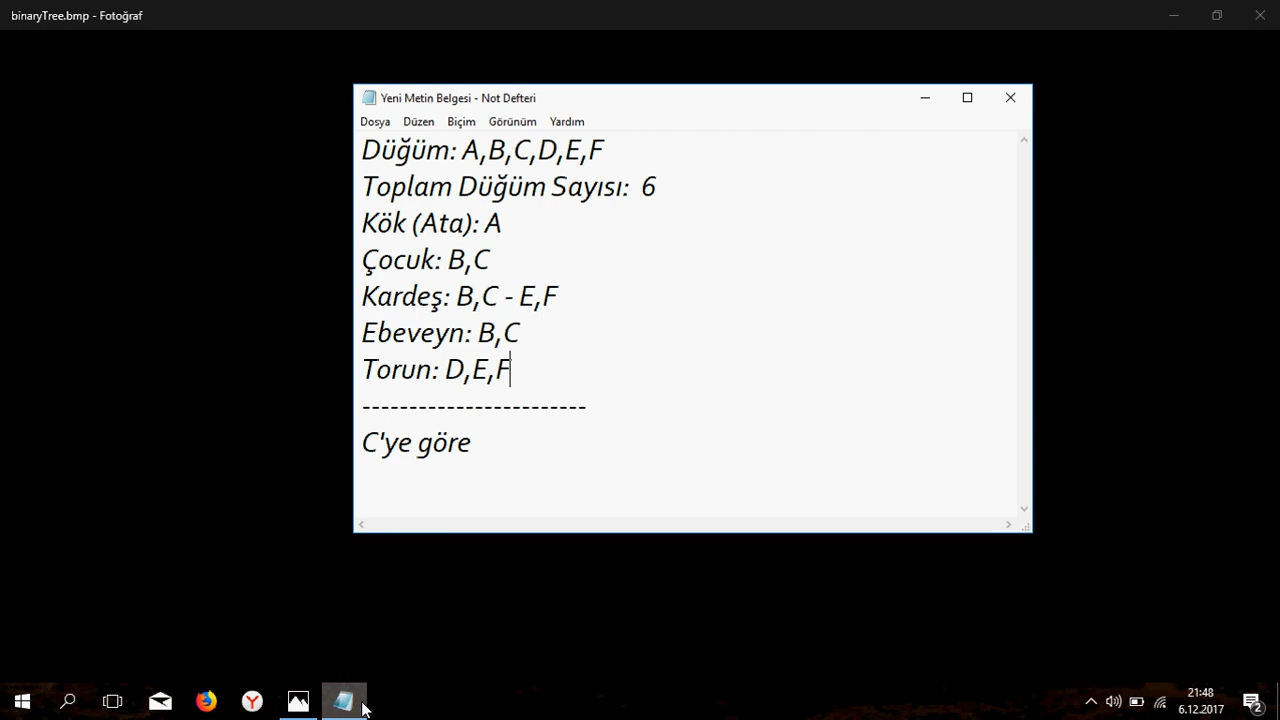 binaryTree.bmp - Fotoğraf
Yeni Metin Belgesi - Not Defteri
Dosya Düzen Biçim Görünüm Yardım
Düğüm: A,B,C,D,E,F
Toplam Düğüm Sayısı:  6
Kök (Ata): A
Çocuk: B,C
Kardeş: B,C - E,F
Ebeveyn: B,C
Torun: D,E,F
------------------------
C'ye göre
21:48
6.12.2017
2